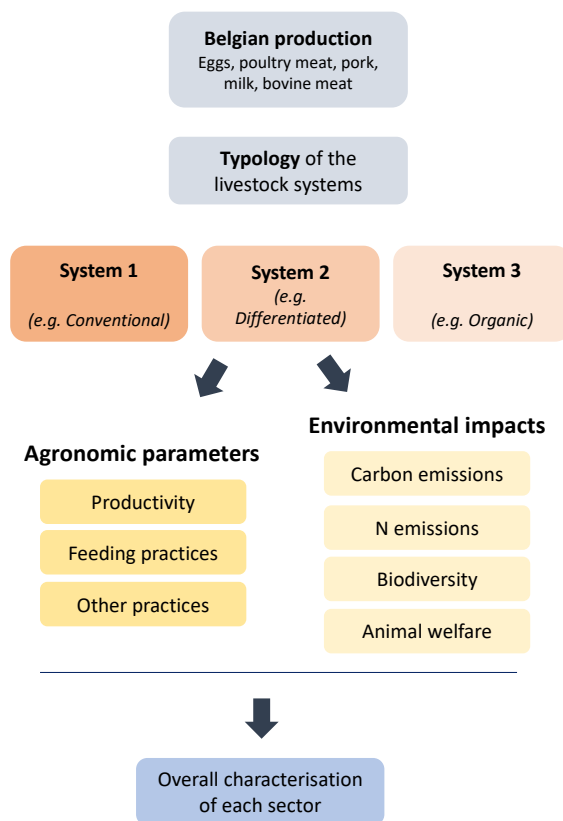 Belgian production
Eggs, poultry meat, pork,
milk, bovine meat
Typology of the
livestock systems
System 1
(e.g. Conventional)
System 2
(e.g.
Differentiated)
System 3
(e.g. Organic)
Agronomic parameters
Productivity
Feeding practices
Other practices
Environmental impacts
Carbon emissions
N emissions
Biodiversity
Animal welfare
Overall characterisation
of each sector